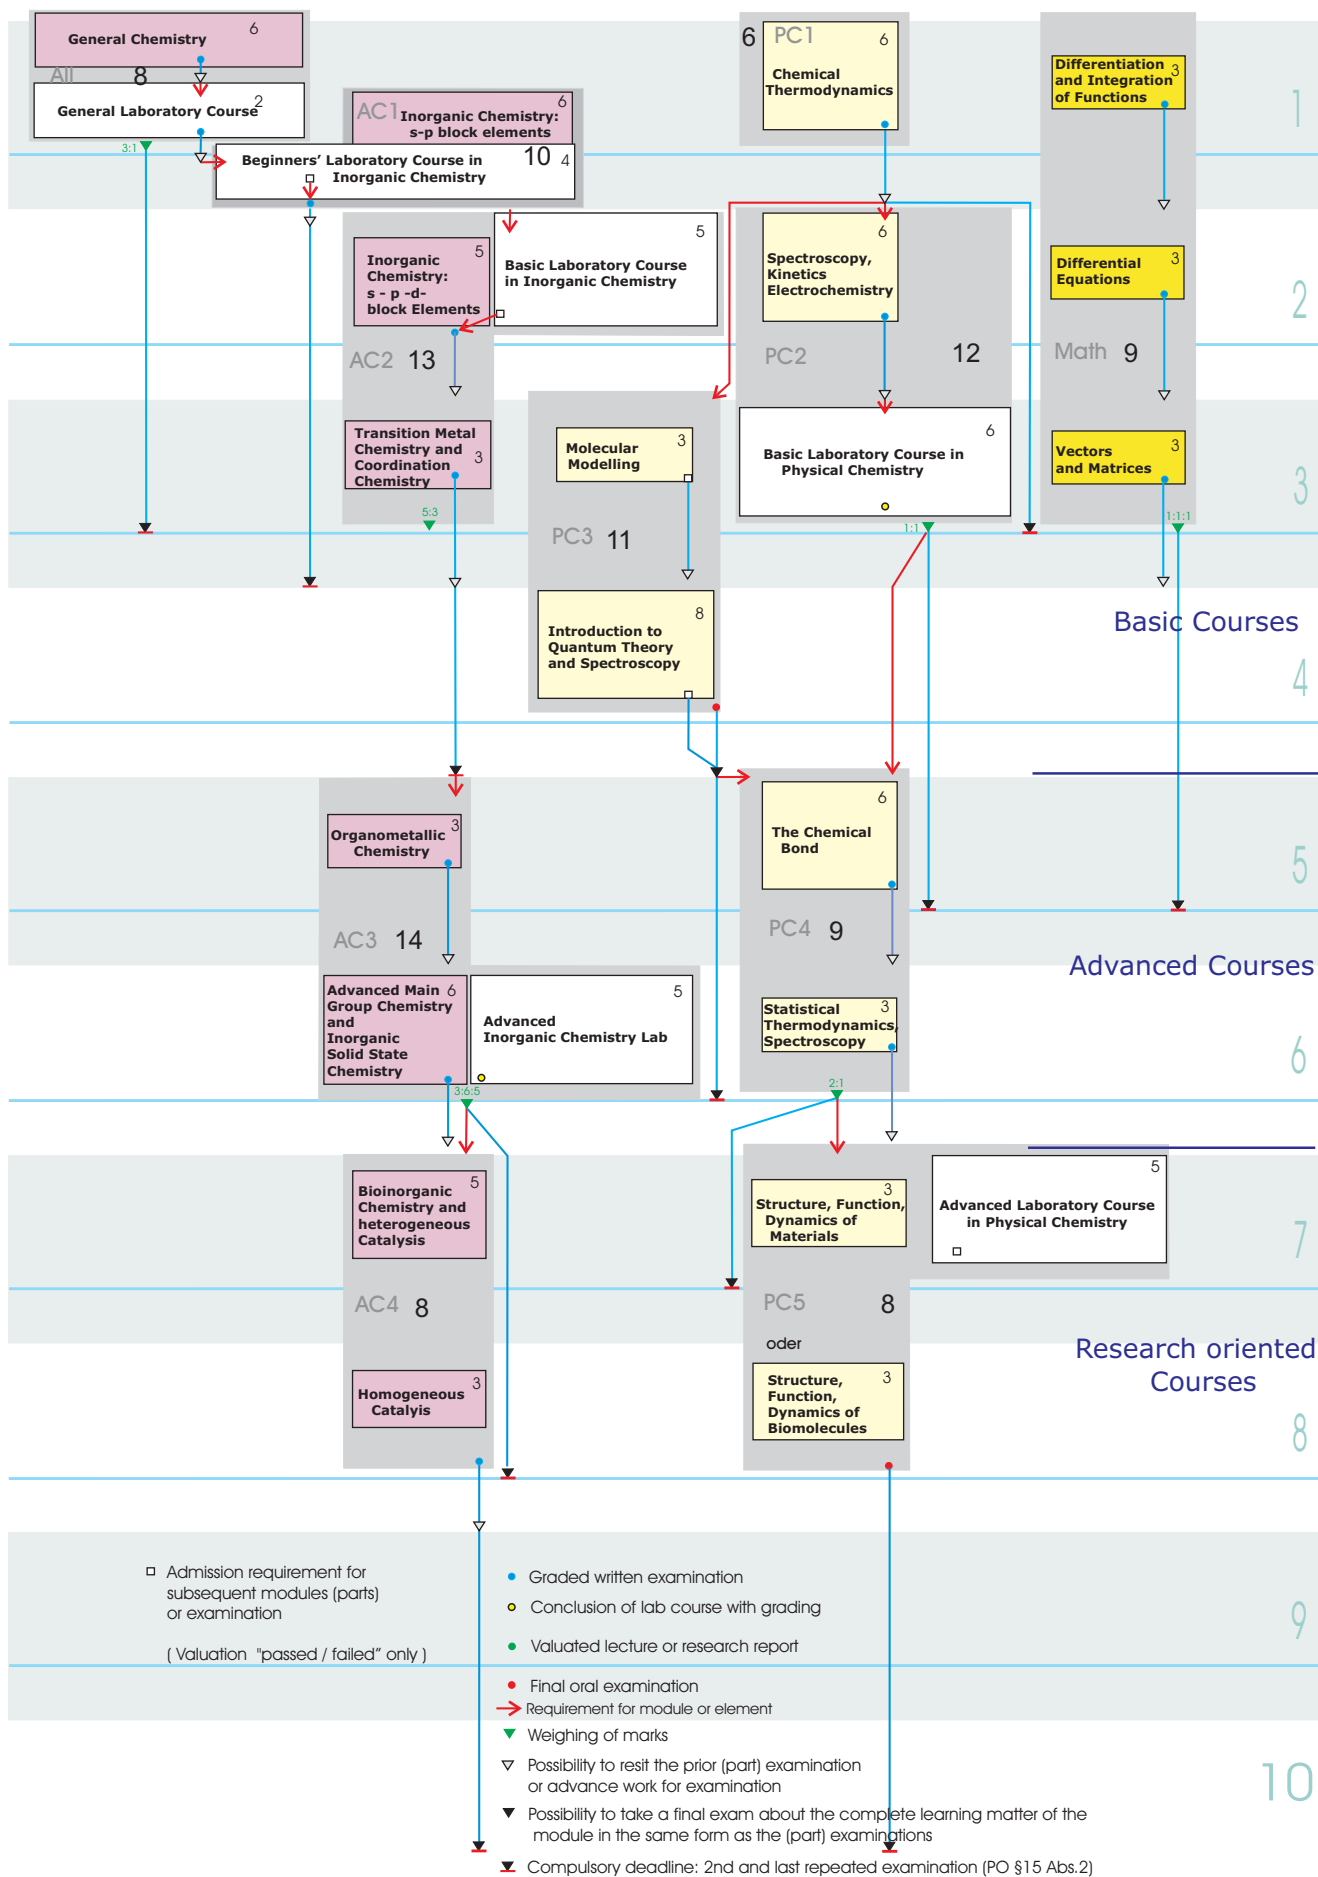 General Chemistry 6
All 8
General Laboratory Course 2
3:1
AC1 Inorganic Chemistry: 6
s-p block elements
Beginners' Laboratory Course in 10 4
Inorganic Chemistry
6 PC1 6
Chemical
Thermodynamics
Differentiation 3
and Integration
of Functions
1
Inorganic 5
Chemistry:
s - p -d-
block Elements
5
Basic Laboratory Course
in Inorganic Chemistry
AC2 13
6
Spectroscopy,
Kinetics
Electrochemistry
PC2 12
Differential 3
Equations
Math 9
2
Transition Metal
Chemistry and
Coordination 3
Chemistry
5:3
Molecular 3
Modelling
PC3 11
6
Basic Laboratory Course in
Physical Chemistry
1:1
Vectors 3
and Matrices
1:1:1
3
Basic Courses
8
Introduction to
Quantum Theory
and Spectroscopy
4
Organometallic 3
Chemistry
AC3 14
6
The Chemical
Bond
PC4 9
5
Advanced Courses
Advanced Main 6
Group Chemistry
and
Inorganic
Solid State
Chemistry
5
Advanced
Inorganic Chemistry Lab
3:6:5
Statistical 3
Thermodynamics,
Spectroscopy
2:1
6
Bioinorganic 5
Chemistry and
heterogeneous
Catalysis
AC4 8
3
Structure, Function,
Dynamics of
Materials
5
Advanced Laboratory Course
in Physical Chemistry
7
PC5 8
oder
Research oriented
Courses
Homogeneous 3
Catalyis
Structure, 3
Function,
Dynamics of
Biomolecules
8
Admission requirement for
subsequent modules (parts)
or examination
( Valuation "passed / failed" only )
Graded written examination
Conclusion of lab course with grading
Valuated lecture or research report
Final oral examination
Requirement for module or element
Weighing of marks
Possibility to resit the prior (part) examination
or advance work for examination
Possibility to take a final exam about the complete learning matter of the
module in the same form as the (part) examinations
Compulsory deadline: 2nd and last repeated examination (PO §15 Abs.2)
9
10